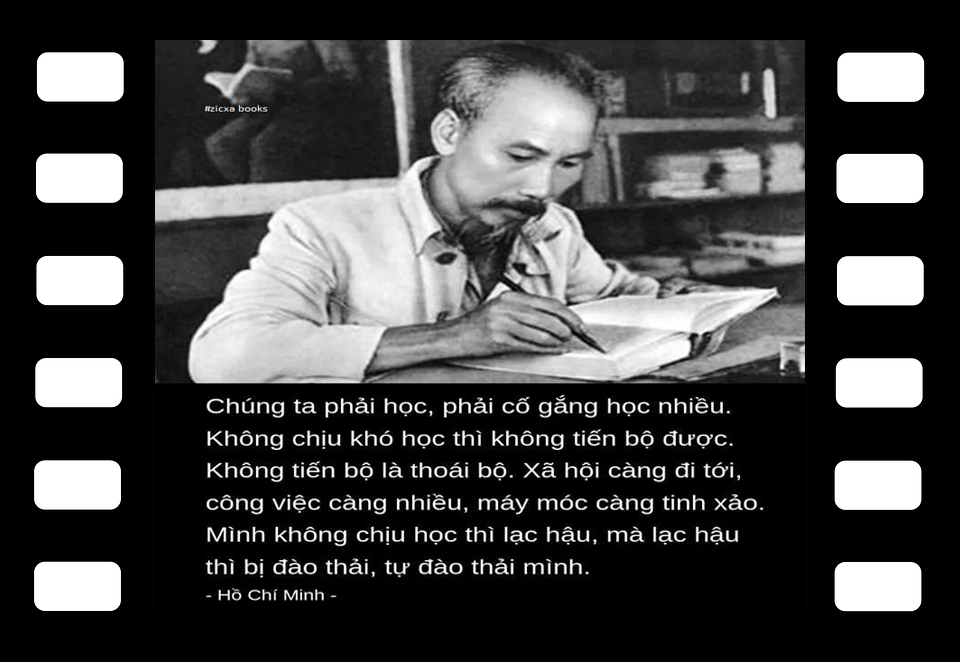 #zicxa books
Chúng ta phải học, phải cố gắng học nhiều.
Không chịu khó học thì không tiến bộ được.
Không tiến bộ là thoái bộ. Xã hội càng đi tới,
công việc càng nhiều, máy móc càng tinh xảo.
Mình không chịu học thì lạc hậu, mà lạc hậu
thì bị đào thải, tự đào thải mình.
- Hồ Chí Minh -